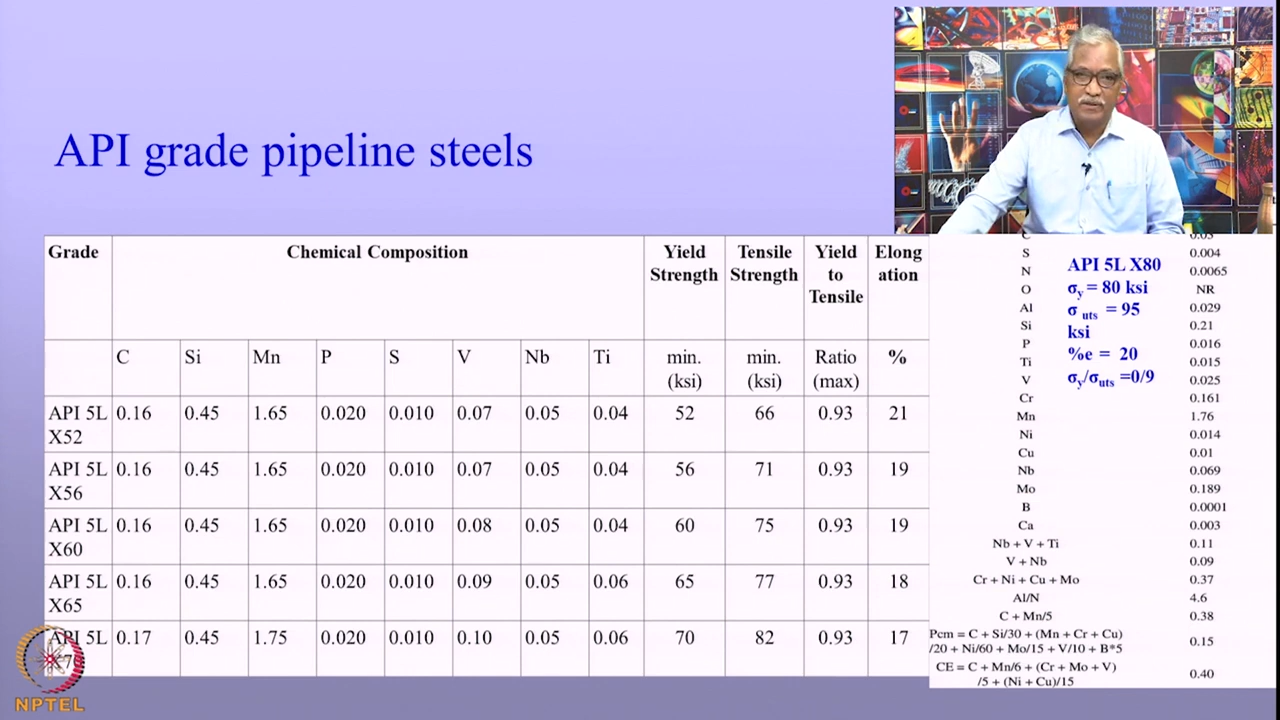 API grade pipeline steels
Grade Chemical Composition Yield Strength Tensile Strength Yield to Tensile Elong ation
C Si Mn P S V Nb Ti min. (ksi) min. (ksi) Ratio (max) %
API 5L X52 0.16 0.45 1.65 0.020 0.010 0.07 0.05 0.04 52 66 0.93 21
API 5L X56 0.16 0.45 1.65 0.020 0.010 0.07 0.05 0.04 56 71 0.93 19
API 5L X60 0.16 0.45 1.65 0.020 0.010 0.08 0.05 0.04 60 75 0.93 19
API 5L X65 0.16 0.45 1.65 0.020 0.010 0.09 0.05 0.06 65 77 0.93 18
API 5L 0.17 0.45 1.75 0.020 0.010 0.10 0.05 0.06 70 82 0.93 17
C 0.03
S 0.004
N 0.0065
O NR
Al 0.029
Si 0.21
P 0.016
Ti 0.015
V 0.025
Cr 0.161
Mn 1.76
Ni 0.014
Cu 0.01
Nb 0.069
Mo 0.189
B 0.0001
Ca 0.003
Nb + V + Ti 0.11
V + Nb 0.09
Cr + Ni + Cu + Mo 0.37
Al/N 4.6
C + Mn/5 0.38
Pcm = C + Si/30 + (Mn + Cr + Cu)
/20 + Ni/60 + Mo/15 + V/10 + B*5 0.15
CE = C + Mn/6 + (Cr + Mo + V)
/5 + (Ni + Cu)/15 0.40
API 5L X80
σy = 80 ksi
σ uts = 95
ksi
%e = 20
σy/σuts =0/9
NPTEL